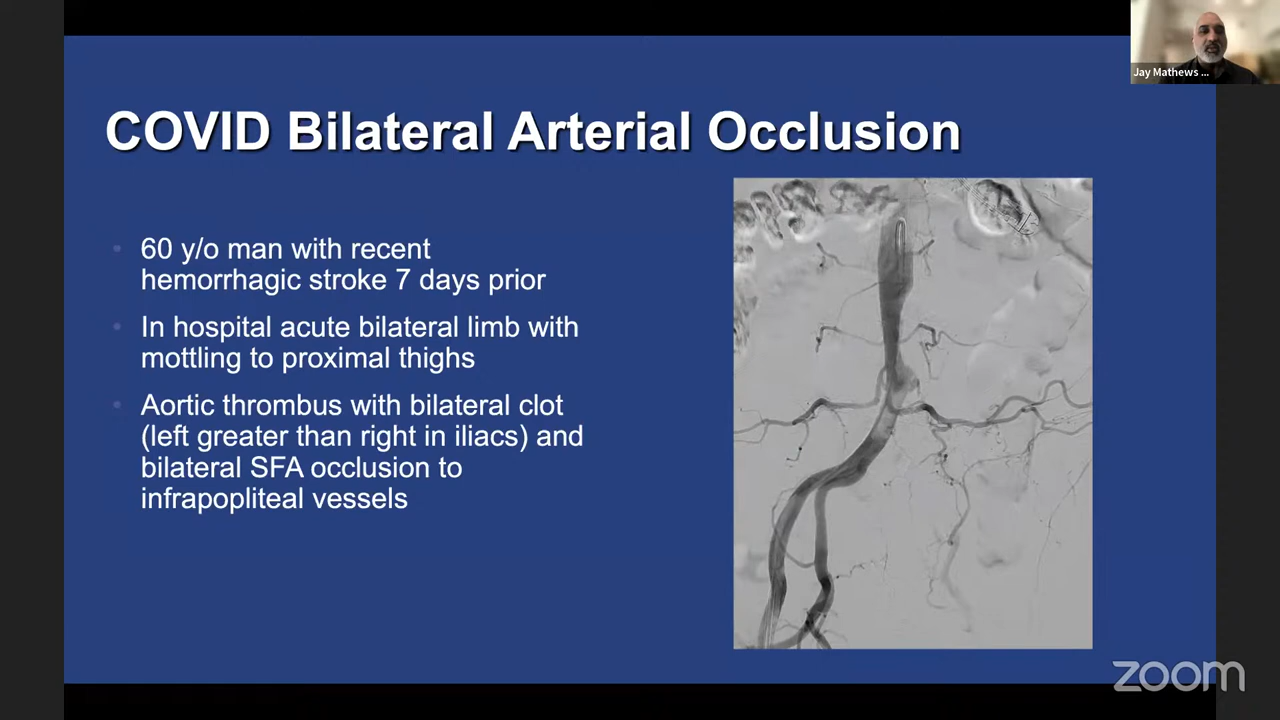 Jay Mathews ...
COVID Bilateral Arterial Occlusion
• 60 y/o man with recent
hemorrhagic stroke 7 days prior
• In hospital acute bilateral limb with
mottling to proximal thighs
• Aortic thrombus with bilateral clot
(left greater than right in iliacs) and
bilateral SFA occlusion to
infrapopliteal vessels
zoom